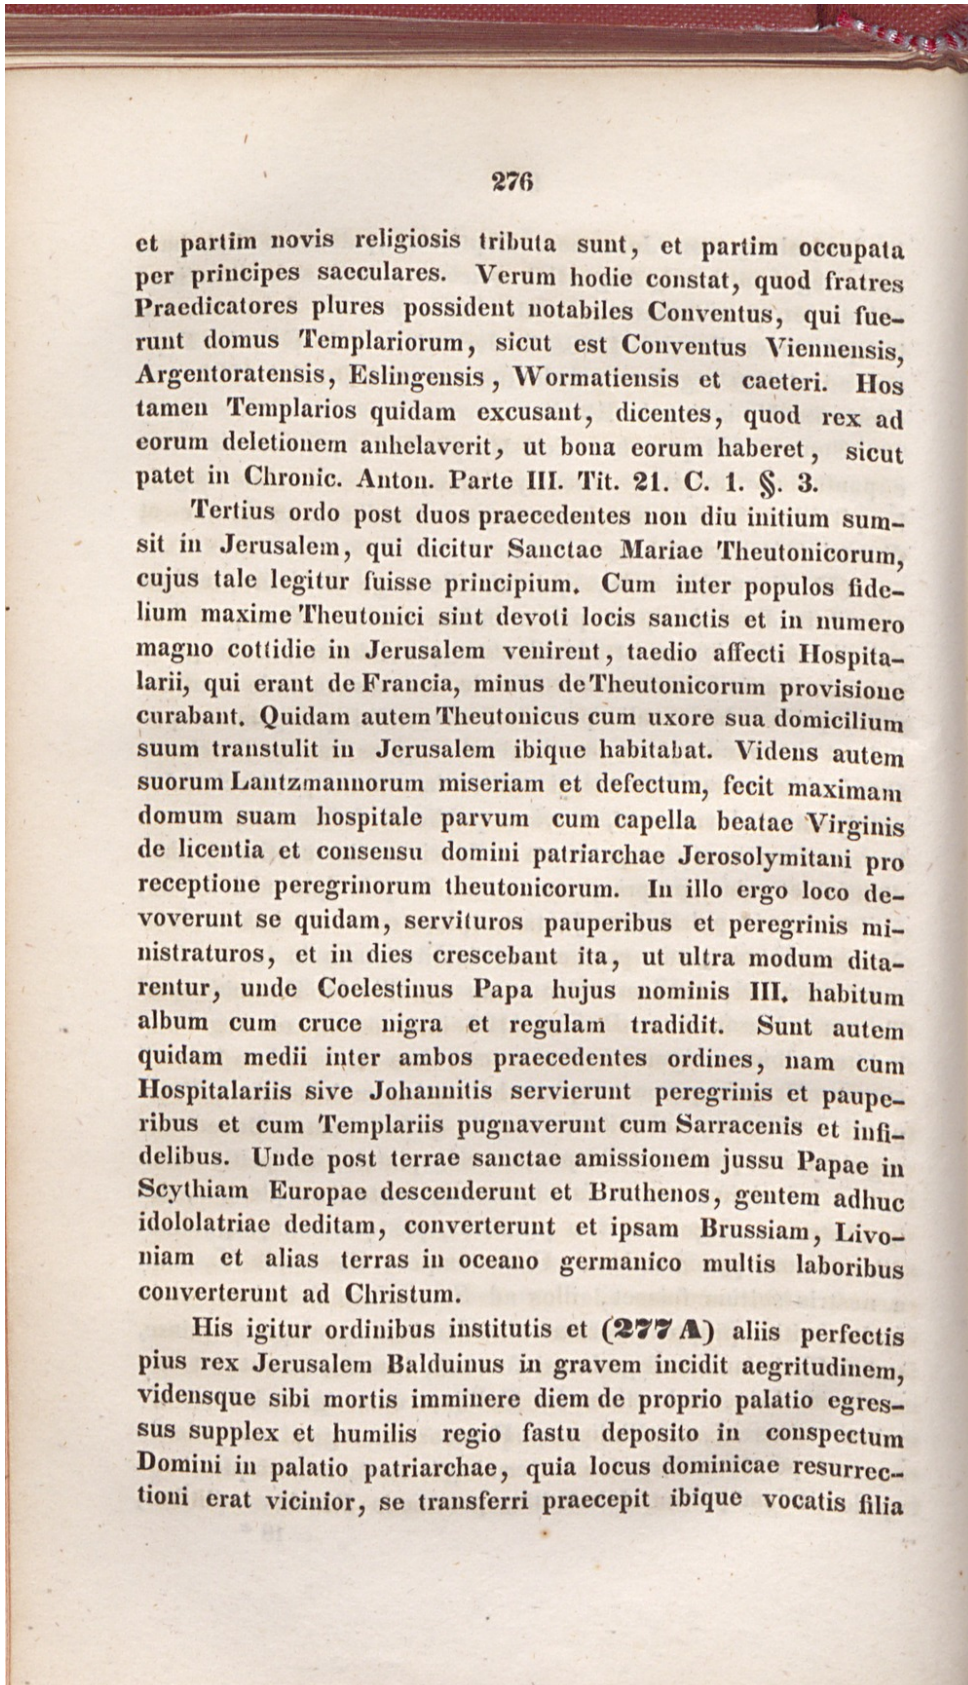 276
et partim novis religiosis tributa sunt, et partim occupata
per principes saeculares. Verum hodie constat, quod fratres
Praedicatores plures possident notabiles Conventus, qui fue-
runt domus Templariorum, sicut est Conventus Viennensis,
Argentoratensis, Eslingensis, Wormatiensis et caeteri. Hos
tamen Templarios quidam excusant, dicentes, quod rex ad
eorum deletionem anhelaverit, ut bona eorum haberet, sicut
patet in Chronic. Anton. Parte III. Tit. 21. C. 1. §. 3.
Tertius ordo post duos praecedentes non diu initium sum-
sit in Jerusalem, qui dicitur Sanctae Mariae Theutonicorum,
cujus tale legitur fuisse principium. Cum inter populos fide-
lium maxime Theutonici sint devoti locis sanctis et in numero
magno cottidie in Jerusalem venirent, taedio affecti Hospita-
larii, qui erant de Francia, minus de Theutonicorum provisione
curabant. Quidam autem Theutonicus cum uxore sua domicilium
suum transtulit in Jerusalem ibique habitabat. Videns autem
suorum Lantzmannorum miseriam et defectum, fecit maximam
domum suam hospitale parvum cum capella beatae Virginis
de licentia et consensu domini patriarchae Jerosolymitani pro
receptione peregrinorum theutonicorum. In illo ergo loco de-
voverunt se quidam, servituros pauperibus et peregrinis mi-
nistraturos, et in dies crescebant ita, ut ultra modum dita-
rentur, unde Coelestinus Papa hujus nominis III. habitum
album cum cruce nigra et regulam tradidit. Sunt autem
quidam medii inter ambos praecedentes ordines, nam cum
Hospitalariis sive Johannitis servierunt peregrinis et paupe-
ribus et cum Templariis pugnaverunt cum Sarracenis et infi-
delibus. Unde post terrae sanctae amissionem jussu Papae in
Scythiam Europae descenderunt et Bruthenos, gentem adhuc
idololatriae deditam, converterunt et ipsam Brussiam, Livo-
niam et alias terras in oceano germanico multis laboribus
converterunt ad Christum.
His igitur ordinibus institutis et (277 A) aliis perfectis
pius rex Jerusalem Balduinus in gravem incidit aegritudinem,
vidensque sibi mortis imminere diem de proprio palatio egres-
sus supplex et humilis regio fastu deposito in conspectum
Domini in palatio patriarchae, quia locus dominicae resurrec-
tioni erat vicinior, se transferri praecepit ibique vocatis filia